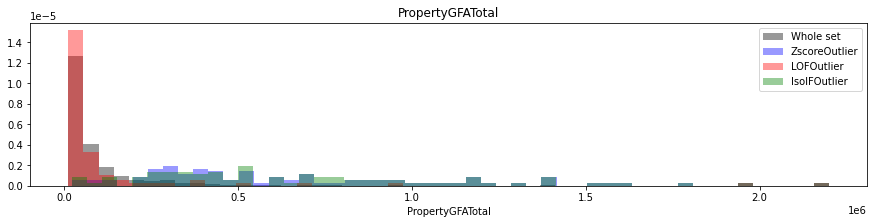 PropertyGFATotal
1e−5
1.4
1.2
1.0
0.8
0.6
0.4
0.2
0.0
Whole set
ZscoreOutlier
LOFOutlier
IsolFOutlier
0.0 0.5 1.0 1.5 2.0
1e6
PropertyGFATotal